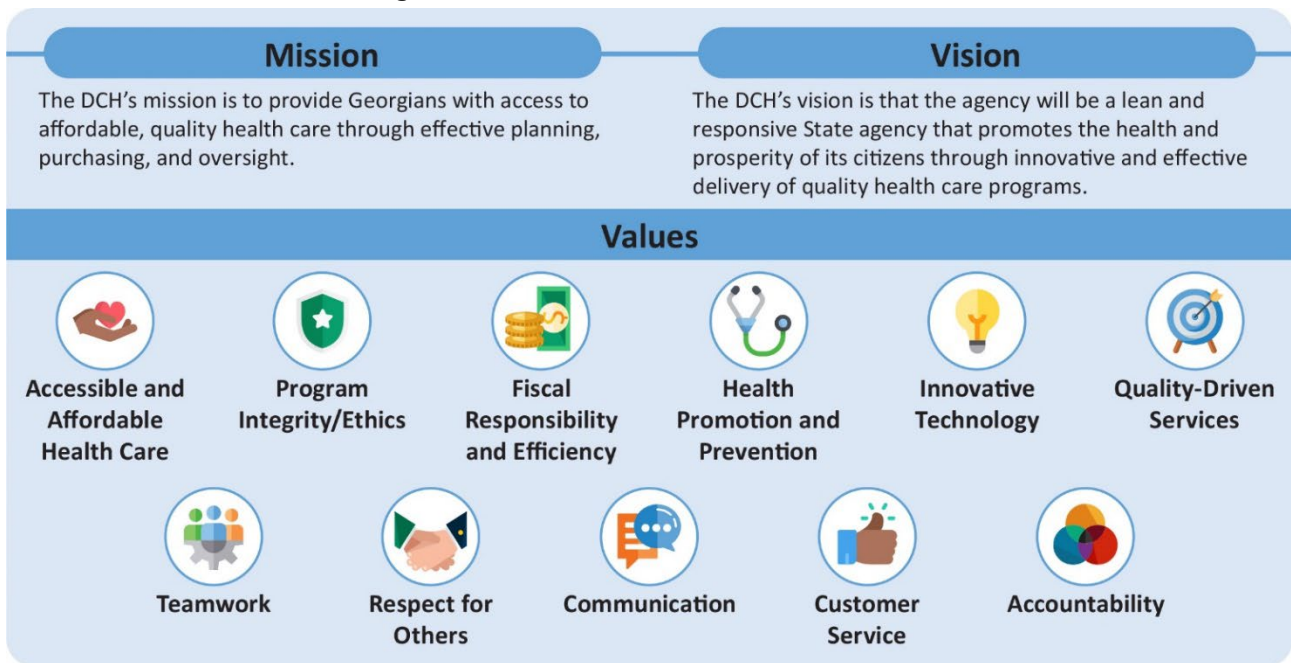 Mission
The DCH's mission is to provide Georgians with access to
affordable, quality health care through effective planning,
purchasing, and oversight.
Vision
The DCH's vision is that the agency will be a lean and
responsive State agency that promotes the health and
prosperity of its citizens through innovative and effective
delivery of quality health care programs.
Values
Accessible and
Affordable
Health Care
Program
Integrity/Ethics
Fiscal
Responsibility
and Efficiency
Health
Promotion and
Prevention
Innovative
Technology
Quality-Driven
Services
Teamwork
Respect for
Others
Communication
Customer
Service
Accountability